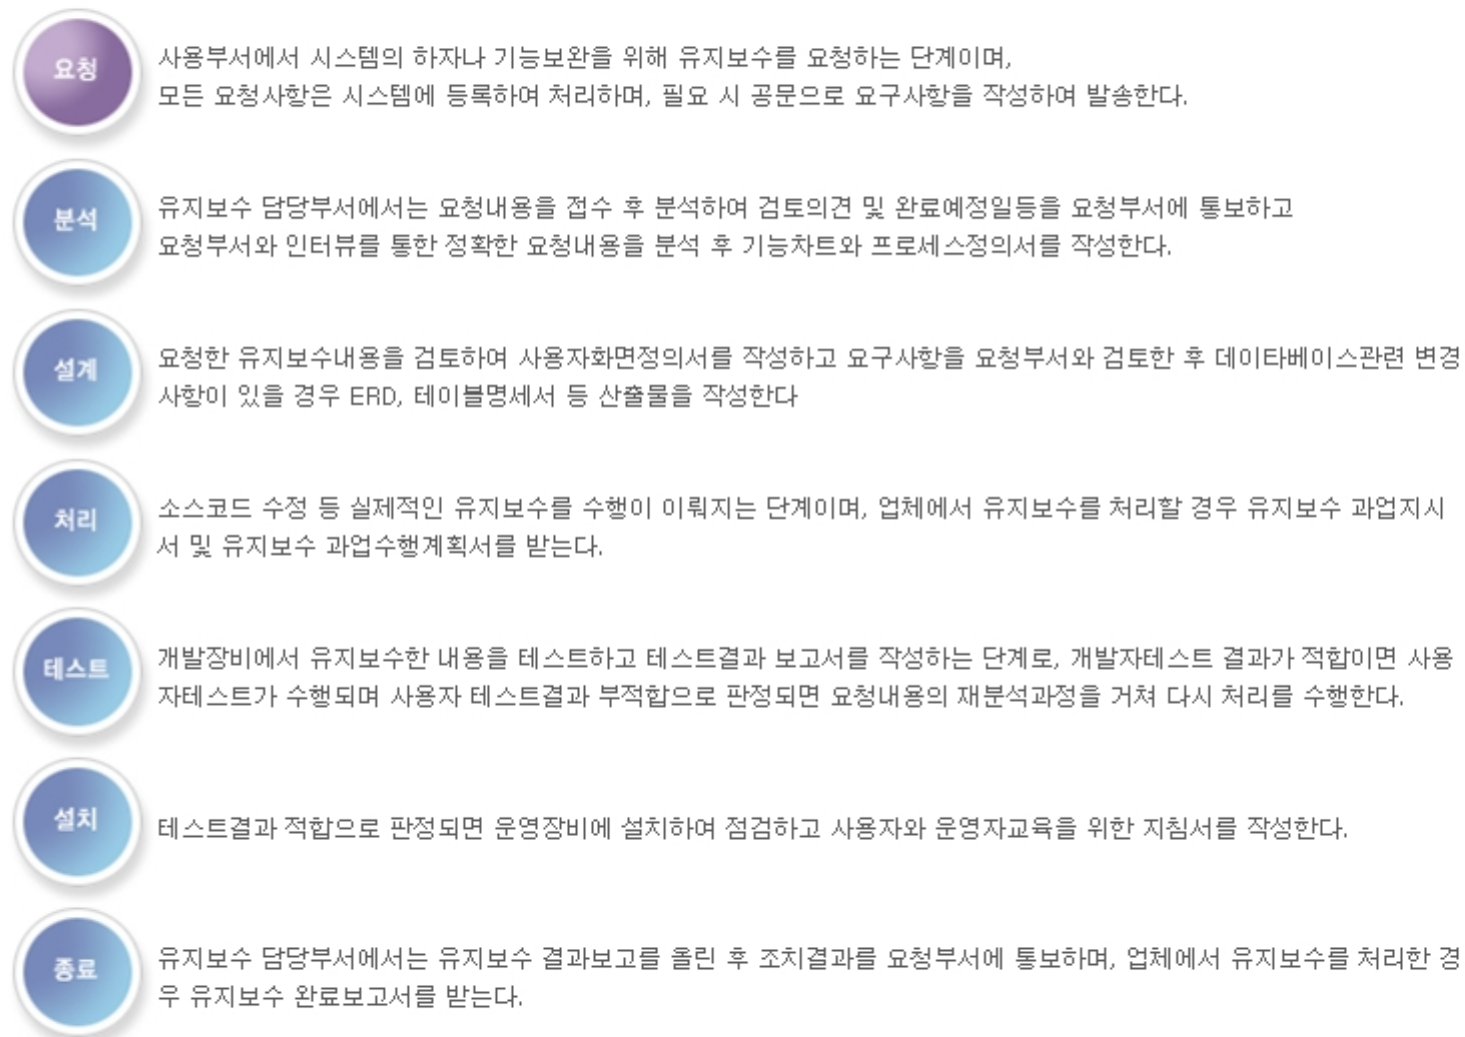 요청
사용부서에서 시스템의 하자나 기능보완을 위해 유지보수를 요청하는 단계이며,
모든 요청사항은 시스템에 등록하여 처리하며, 필요 시 공문으로 요구사항을 작성하여 발송한다.
분석
유지보수 담당부서에서는 요청내용을 접수 후 분석하여 검토의견 및 완료예정일등을 요청부서에 통보하고
요청부서와 인터뷰를 통한 정확한 요청내용을 분석 후 기능차트와 프로세스정의서를 작성한다.
설계
요청한 유지보수내용을 검토하여 사용자화면정의서를 작성하고 요구사항을 요청부서와 검토한 후 데이타베이스관련 변경
사항이 있을 경우 ERD, 테이블명세서 등 산출물을 작성한다
처리
소스코드 수정 등 실제적인 유지보수를 수행이 이뤄지는 단계이며, 업체에서 유지보수를 처리할 경우 유지보수 과업지시
서 및 유지보수 과업수행계획서를 받는다.
테스트
개발장비에서 유지보수한 내용을 테스트하고 테스트결과 보고서를 작성하는 단계로, 개발자테스트 결과가 적합이면 사용
자테스트가 수행되며 사용자 테스트결과 부적합으로 판정되면 요청내용의 재분석과정을 거쳐 다시 처리를 수행한다.
설치
테스트결과 적합으로 판정되면 운영장비에 설치하여 점검하고 사용자와 운영자교육을 위한 지침서를 작성한다.
종료
유지보수 담당부서에서는 유지보수 결과보고를 올린 후 조치결과를 요청부서에 통보하며, 업체에서 유지보수를 처리한 경
우 유지보수 완료보고서를 받는다.